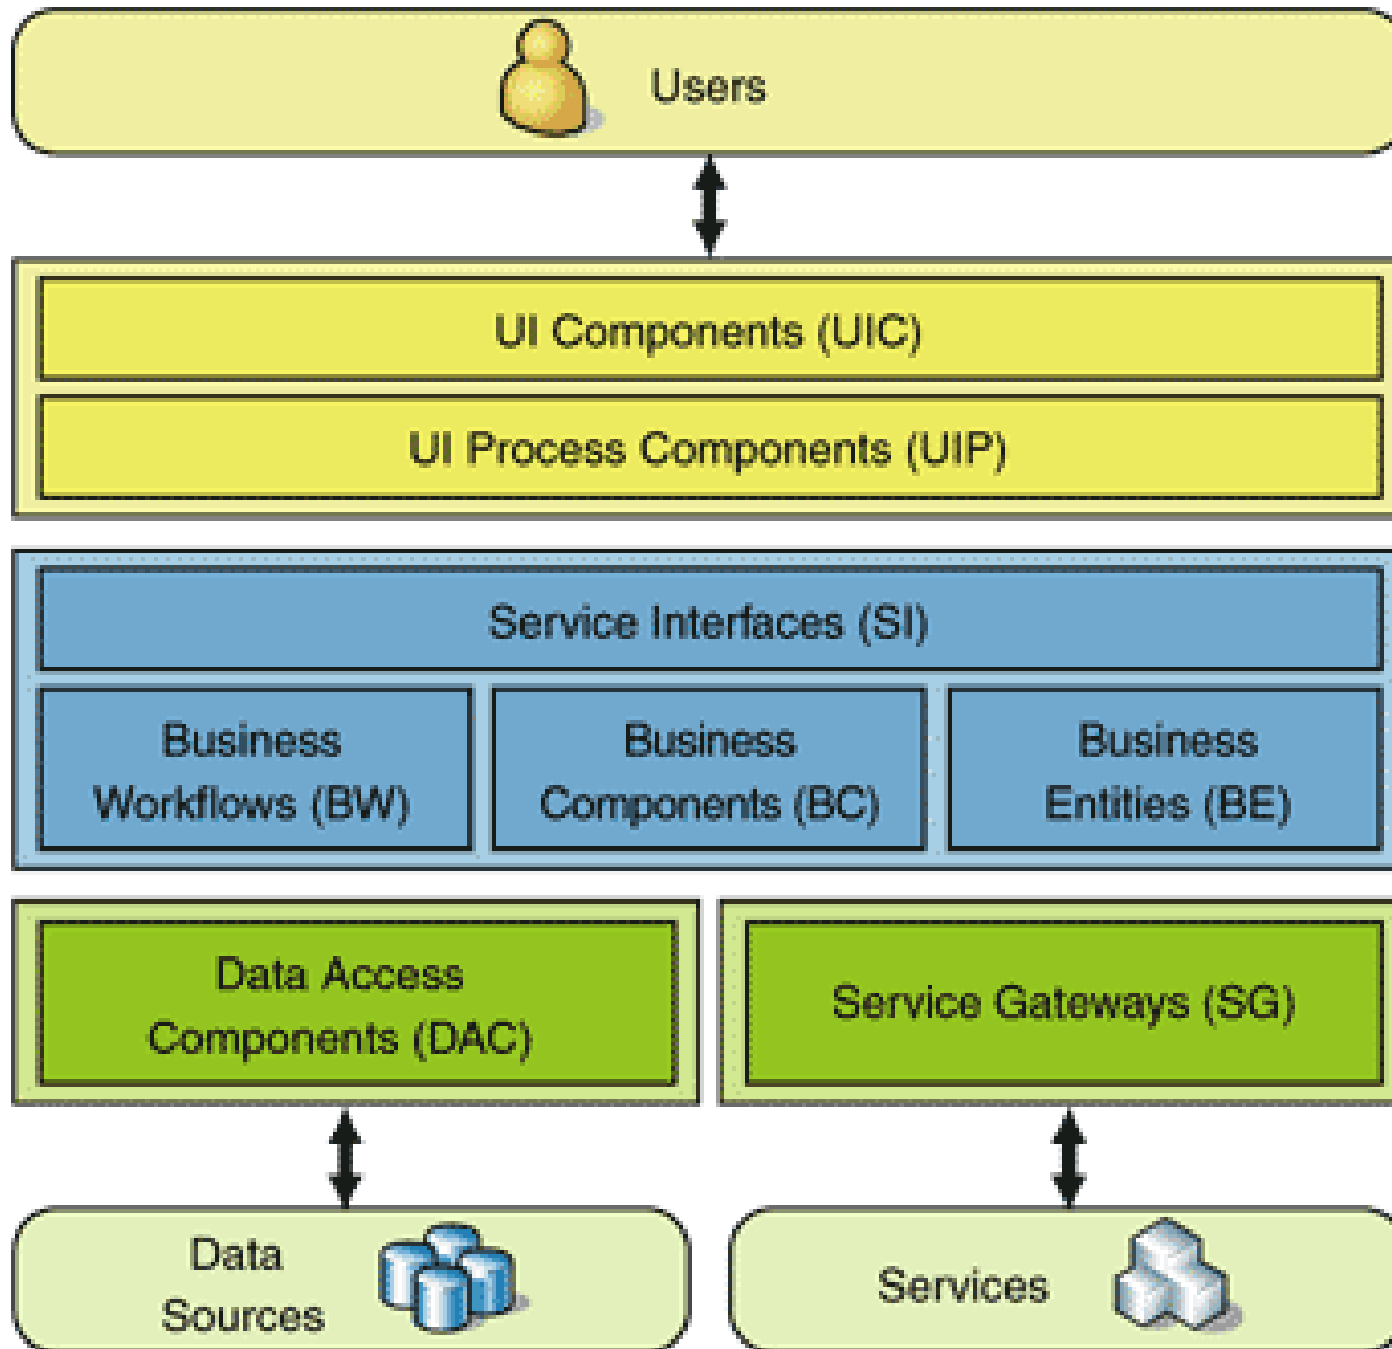 Users
UI Components (UIC)
UI Process Components (UIP)
Service Interfaces (SI)
Business
Workflows (BW)
Business
Components (BC)
Business
Entities (BE)
Data Access
Components (DAC)
Service Gateways (SG)
Data
Sources
Services